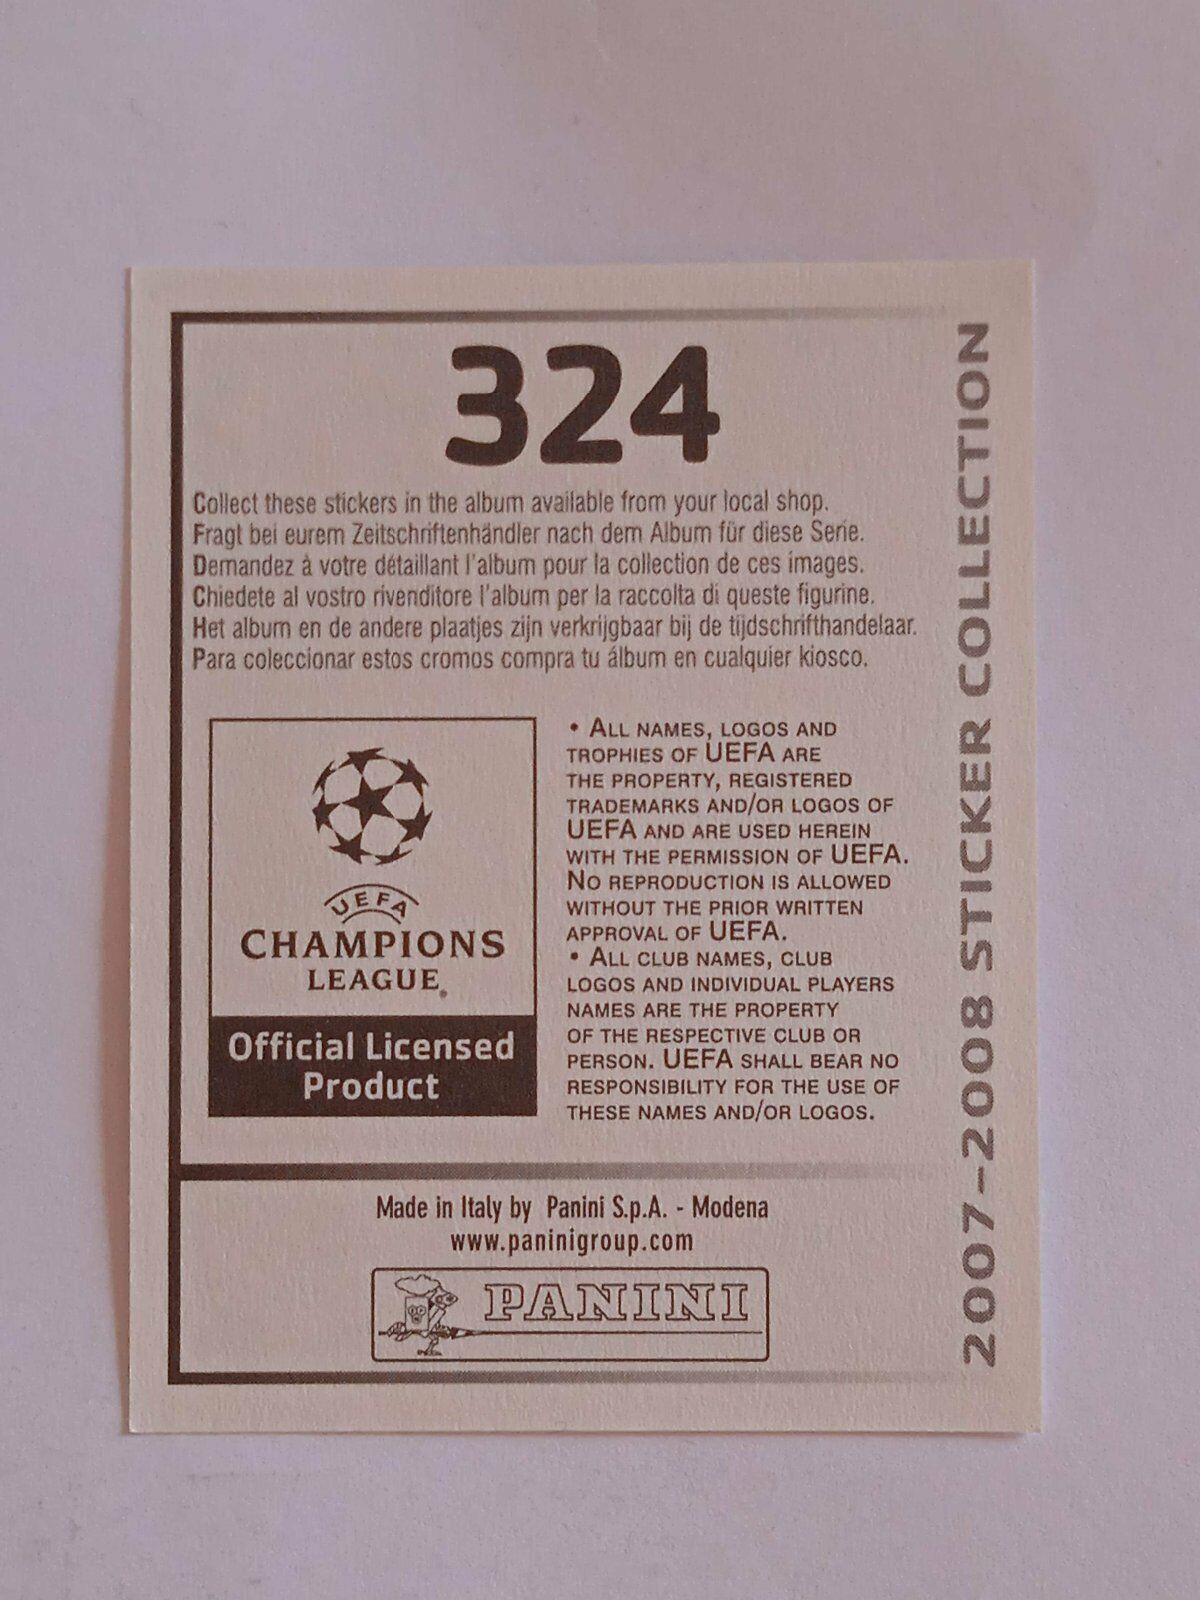 324
Collect these stickers in the album available from your local shop.
Fragt bei eurem Zeitschriftenhändler nach dem Album für diese Serie.
Demandez à votre détaillant l'album pour la collection de ces images.
Chiedete al vostro rivenditore l'album per la raccolta di queste figurine.
Het album en de andere plaatjes zijn verkrijgbaar bij de tijdschrifthandelaar.
Para coleccionar estos cromos compra tu álbum en cualquier kiosco.
UEFA
CHAMPIONS
LEAGUE®
Official Licensed
Product
• ALL NAMES, LOGOS AND
TROPHIES OF UEFA ARE
THE PROPERTY, REGISTERED
TRADEMARKS AND/OR LOGOS OF
UEFA AND ARE USED HEREIN
WITH THE PERMISSION OF UEFA.
NO REPRODUCTION IS ALLOWED
WITHOUT THE PRIOR WRITTEN
APPROVAL OF UEFA.
• ALL CLUB NAMES, CLUB
LOGOS AND INDIVIDUAL PLAYERS
NAMES ARE THE PROPERTY
OF THE RESPECTIVE CLUB OR
PERSON. UEFA SHALL BEAR NO
RESPONSIBILITY FOR THE USE OF
THESE NAMES AND/OR LOGOS.
Made in Italy by Panini S.p.A. - Modena
www.paninigroup.com
PANINI
2007-2008 STICKER COLLECTION